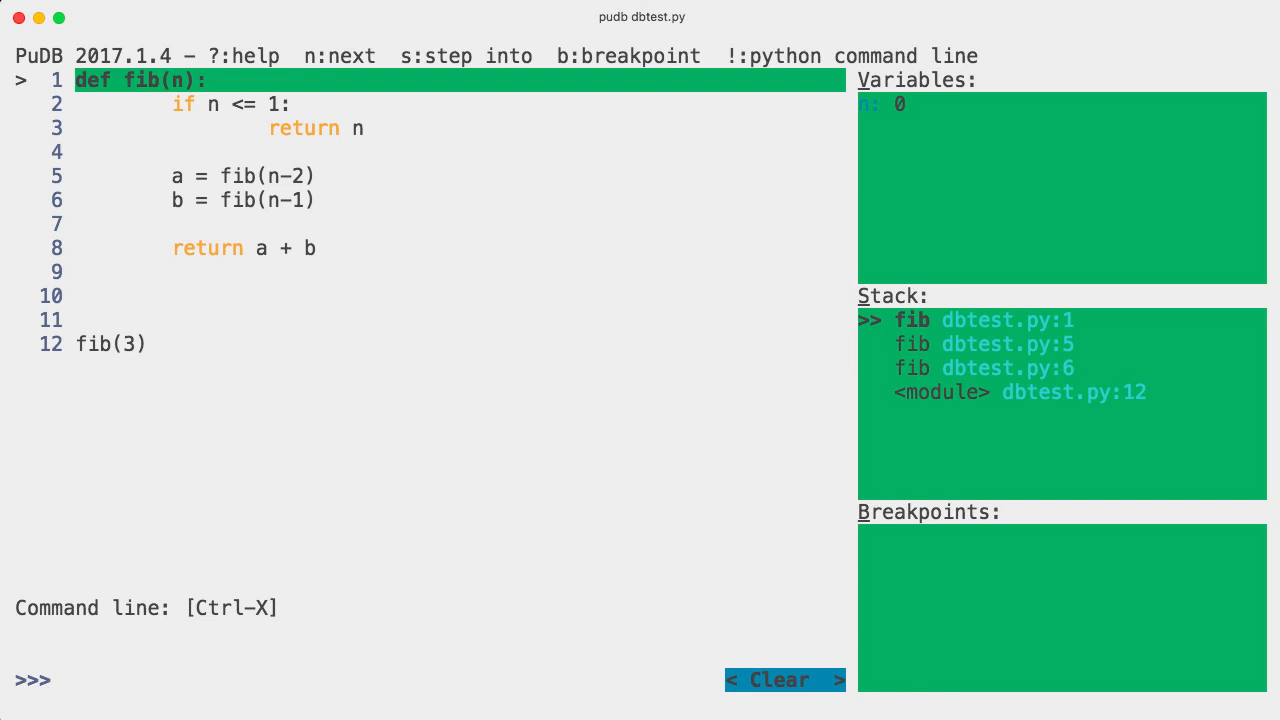 pudb dbtest.py
PuDB 2017.1.4 - ?:help  n:next  s:step into  b:breakpoint  !:python command line
>  1 def fib(n):
   2         if n <= 1:
   3                 return n
   4
   5         a = fib(n-2)
   6         b = fib(n-1)
   7
   8         return a + b
   9
  10
  11
  12 fib(3)
Command line: [Ctrl-X]
>>>
< Clear  >
Variables:
n: 0
Stack:
>> fib dbtest.py:1
   fib dbtest.py:5
   fib dbtest.py:6
   <module> dbtest.py:12
Breakpoints: